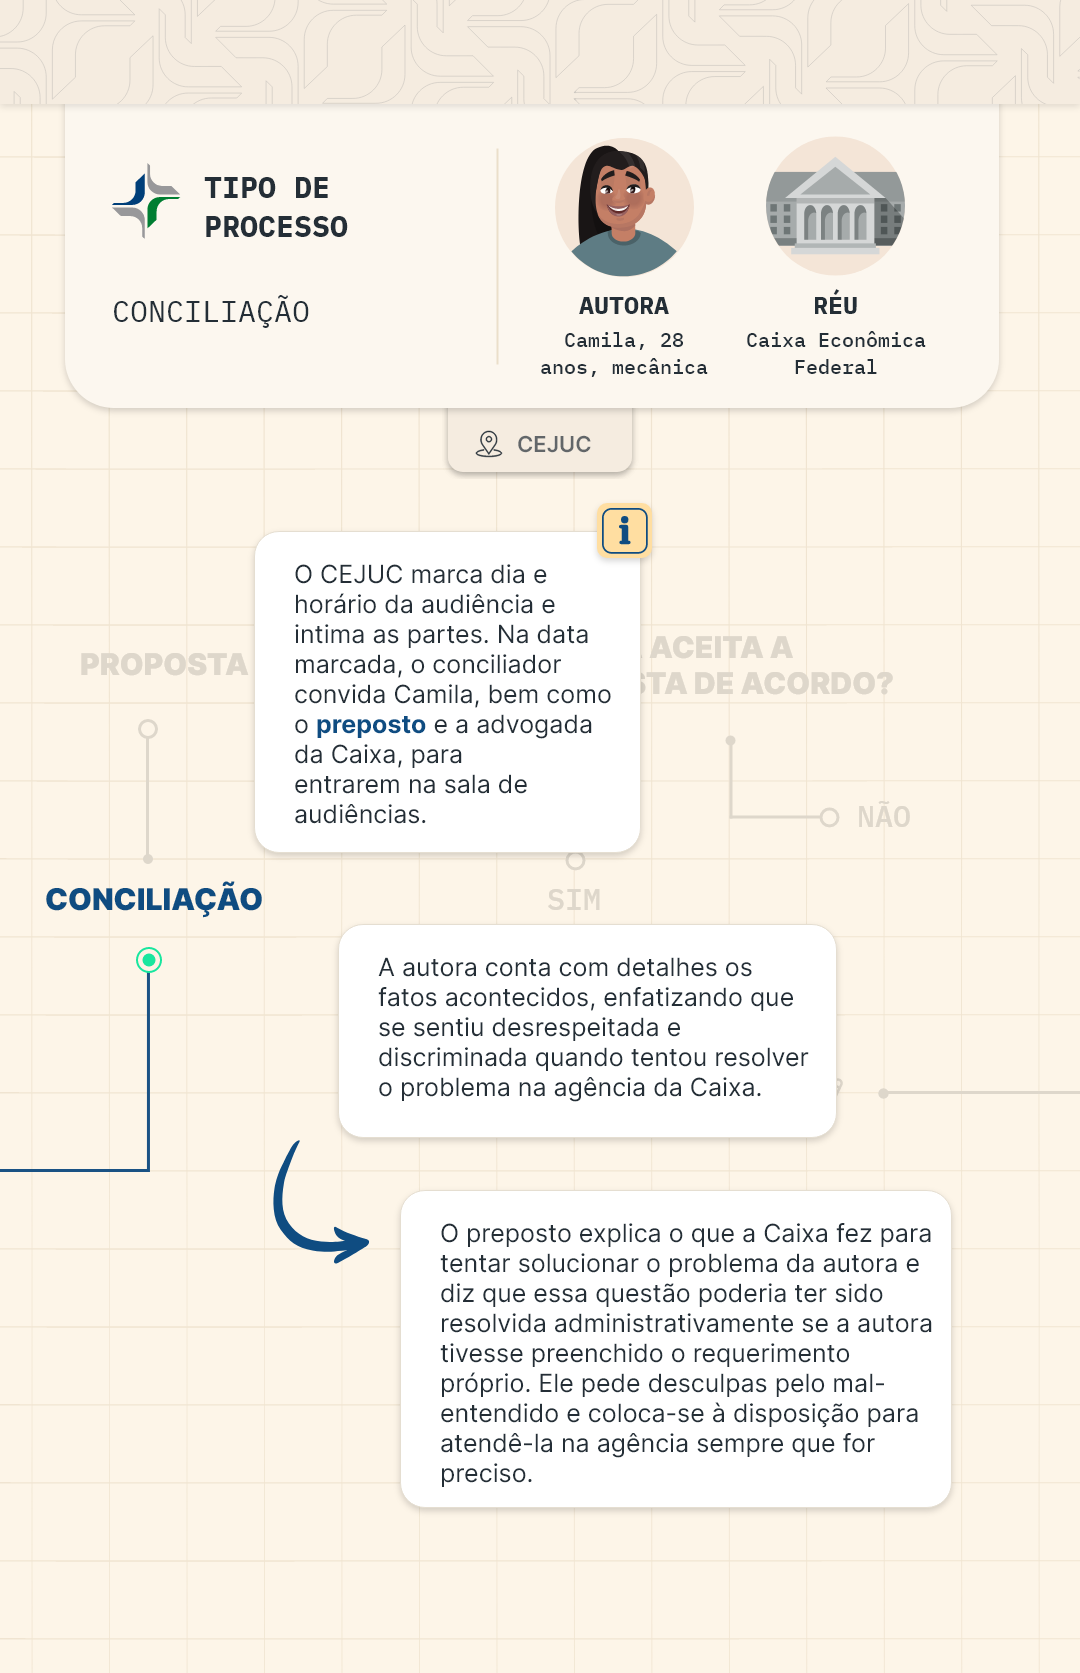 TIPO DE
PROCESSO
CONCILIAÇÃO
AUTORA
Camila, 28
anos, mecânica
RÉU
Caixa Econômica
Federal
CEJUC
O CEJUC marca dia e
horário da audiência e
intima as partes. Na data
marcada, o conciliador
convida Camila, bem como
o preposto e a advogada
da Caixa, para
entrarem na sala de
audiências.
PROPOSTA
ACEITA A
STA DE ACORDO?
NÃO
CONCILIAÇÃO
SIM
A autora conta com detalhes os
fatos acontecidos, enfatizando que
se sentiu desrespeitada e
discriminada quando tentou resolver
o problema na agência da Caixa.
O preposto explica o que a Caixa fez para
tentar solucionar o problema da autora e
diz que essa questão poderia ter sido
resolvida administrativamente se a autora
tivesse preenchido o requerimento
próprio. Ele pede desculpas pelo mal-
entendido e coloca-se à disposição para
atendê-la na agência sempre que for
preciso.